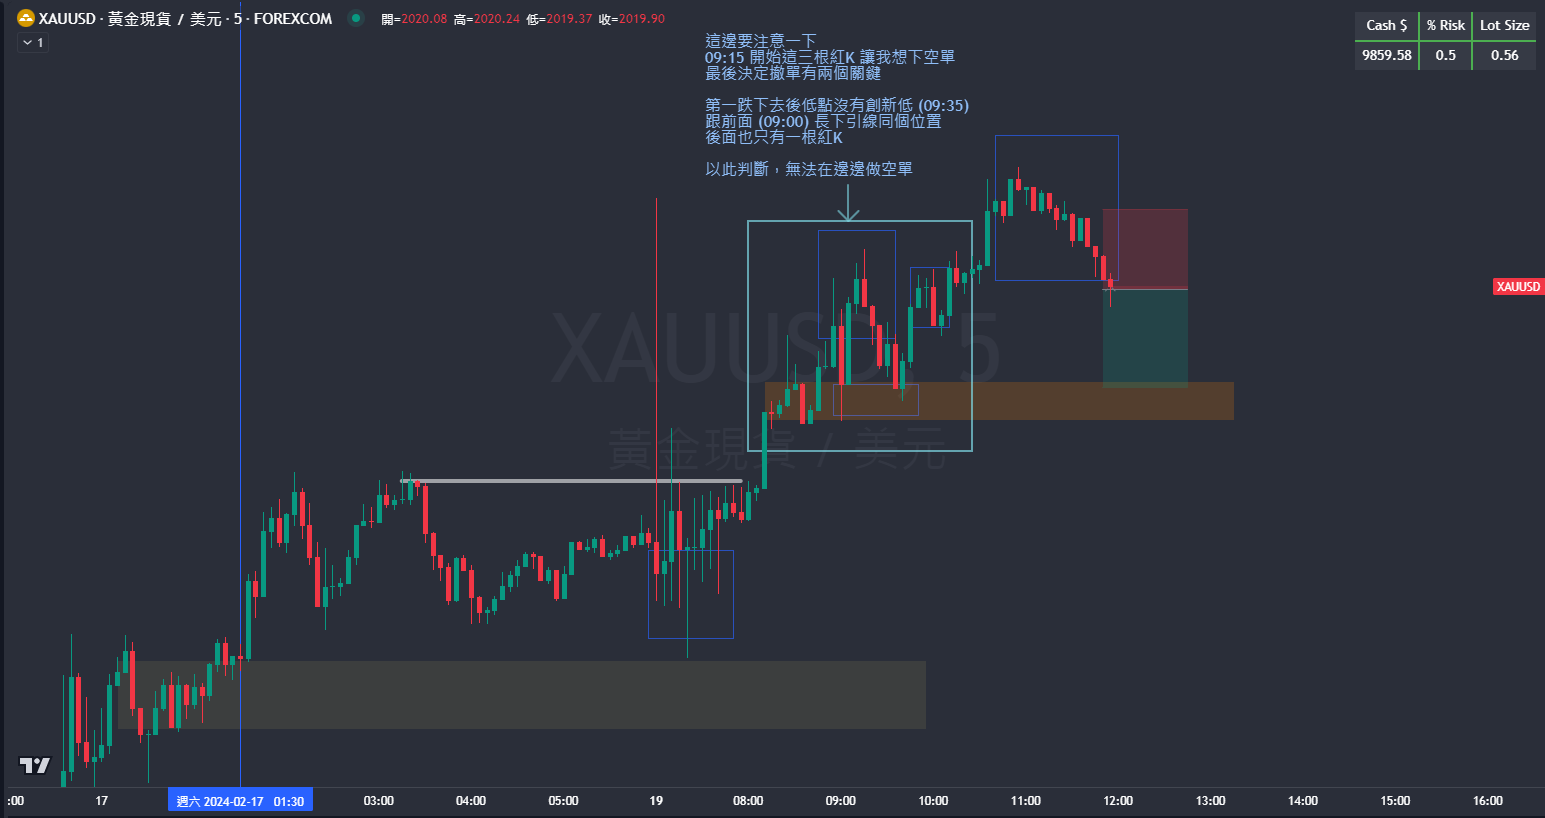 XAUUSD · 黃金現貨 / 美元 · 5 · FOREXCOM 開=2020.08 高=2020.24 低=2019.37 收=2019.90
1
Cash $ % Risk Lot Size
9859.58 0.5 0.56
這邊要注意一下
09:15 開始這三根紅K 讓我想下空單
最後決定撤單有兩個關鍵
第一跌下去後低點沒有創新低 (09:35)
跟前面 (09:00) 長下引線同個位置
後面也只有一根紅K
以此判斷，無法在邊邊做空單
XAUUSD
XAUUSD, 5
黃金現貨 / 美元
:00 17 週六 2024-02-17 01:30 03:00 04:00 05:00 19 08:00 09:00 10:00 11:00 12:00 13:00 14:00 15:00 16:00